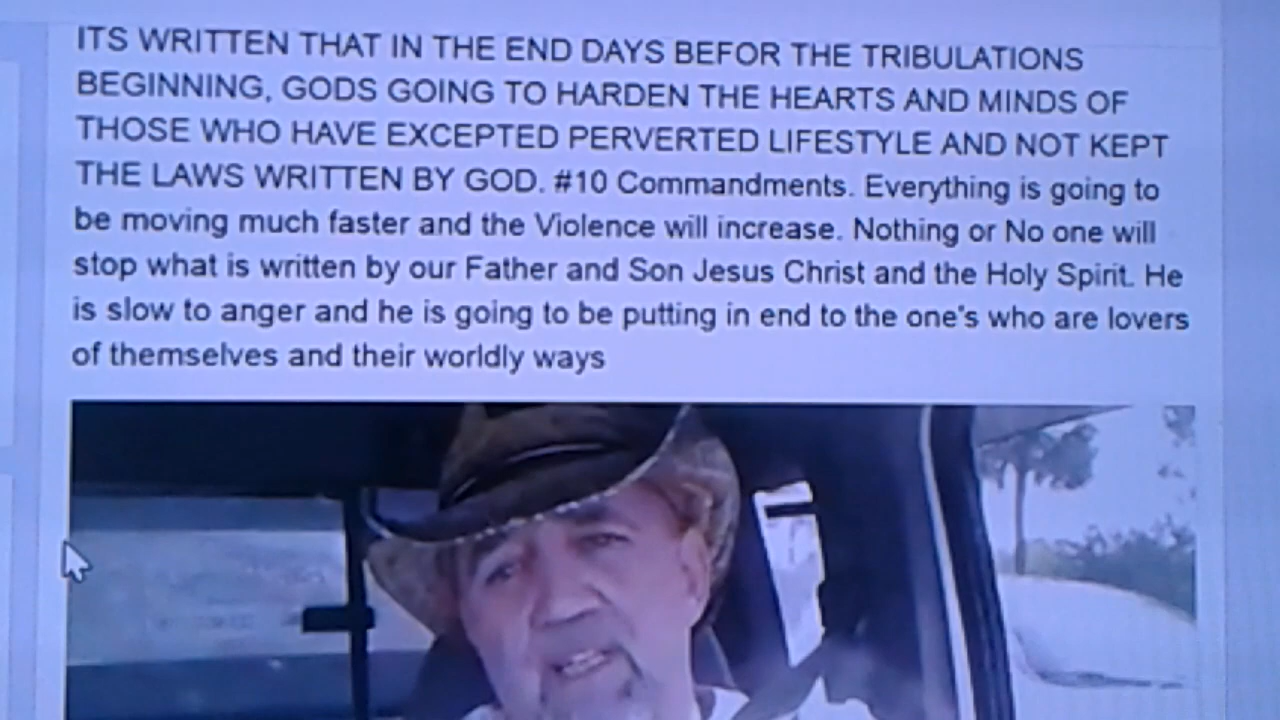 ITS WRITTEN THAT IN THE END DAYS BEFOR THE TRIBULATIONS
BEGINNING, GODS GOING TO HARDEN THE HEARTS AND MINDS OF
THOSE WHO HAVE EXCEPTED PERVERTED LIFESTYLE AND NOT KEPT
THE LAWS WRITTEN BY GOD. #10 Commandments. Everything is going to
be moving much faster and the Violence will increase. Nothing or No one will
stop what is written by our Father and Son Jesus Christ and the Holy Spirit. He
is slow to anger and he is going to be putting in end to the one's who are lovers
of themselves and their worldly ways